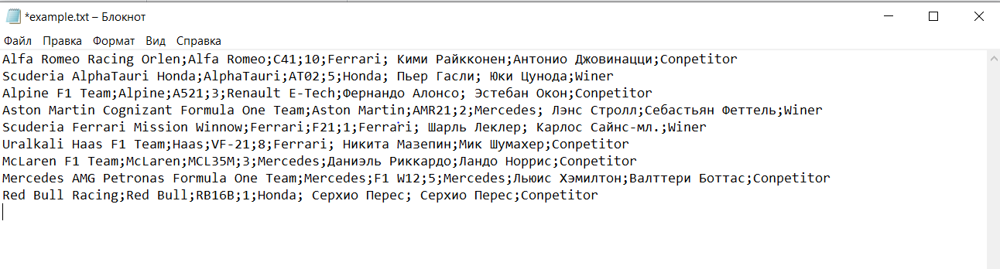 *example.txt – Блокнот
Файл Правка Формат Вид Справка
Alfa Romeo Racing Orlen;Alfa Romeo;C41;10;Ferrari; Кими Райкконен;Антонио Джовинацци;Conpetitor
Scuderia AlphaTauri Honda;AlphaTauri;AT02;5;Honda; Пьер Гасли; Юки Цунода;Winer
Alpine F1 Team;Alpine;A521;3;Renault E-Tech;Фернандо Алонсо; Эстебан Окон;Conpetitor
Aston Martin Cognizant Formula One Team;Aston Martin;AMR21;2;Mercedes; Лэнс Стролл;Себастьян Феттель;Winer
Scuderia Ferrari Mission Winnow;Ferrari;F21;1;Ferrari; Шарль Леклер; Карлос Сайнс-мл.;Winer
Uralkali Haas F1 Team;Haas;VF-21;8;Ferrari; Никита Мазепин;Мик Шумахер;Conpetitor
McLaren F1 Team;McLaren;MCL35M;3;Mercedes;Даниэль Риккардо;Ландо Норрис;Conpetitor
Mercedes AMG Petronas Formula One Team;Mercedes;F1 W12;5;Mercedes;Льюис Хэмилтон;Валттери Боттас;Conpetitor
Red Bull Racing;Red Bull;RB16B;1;Honda; Серхио Перес; Серхио Перес;Conpetitor